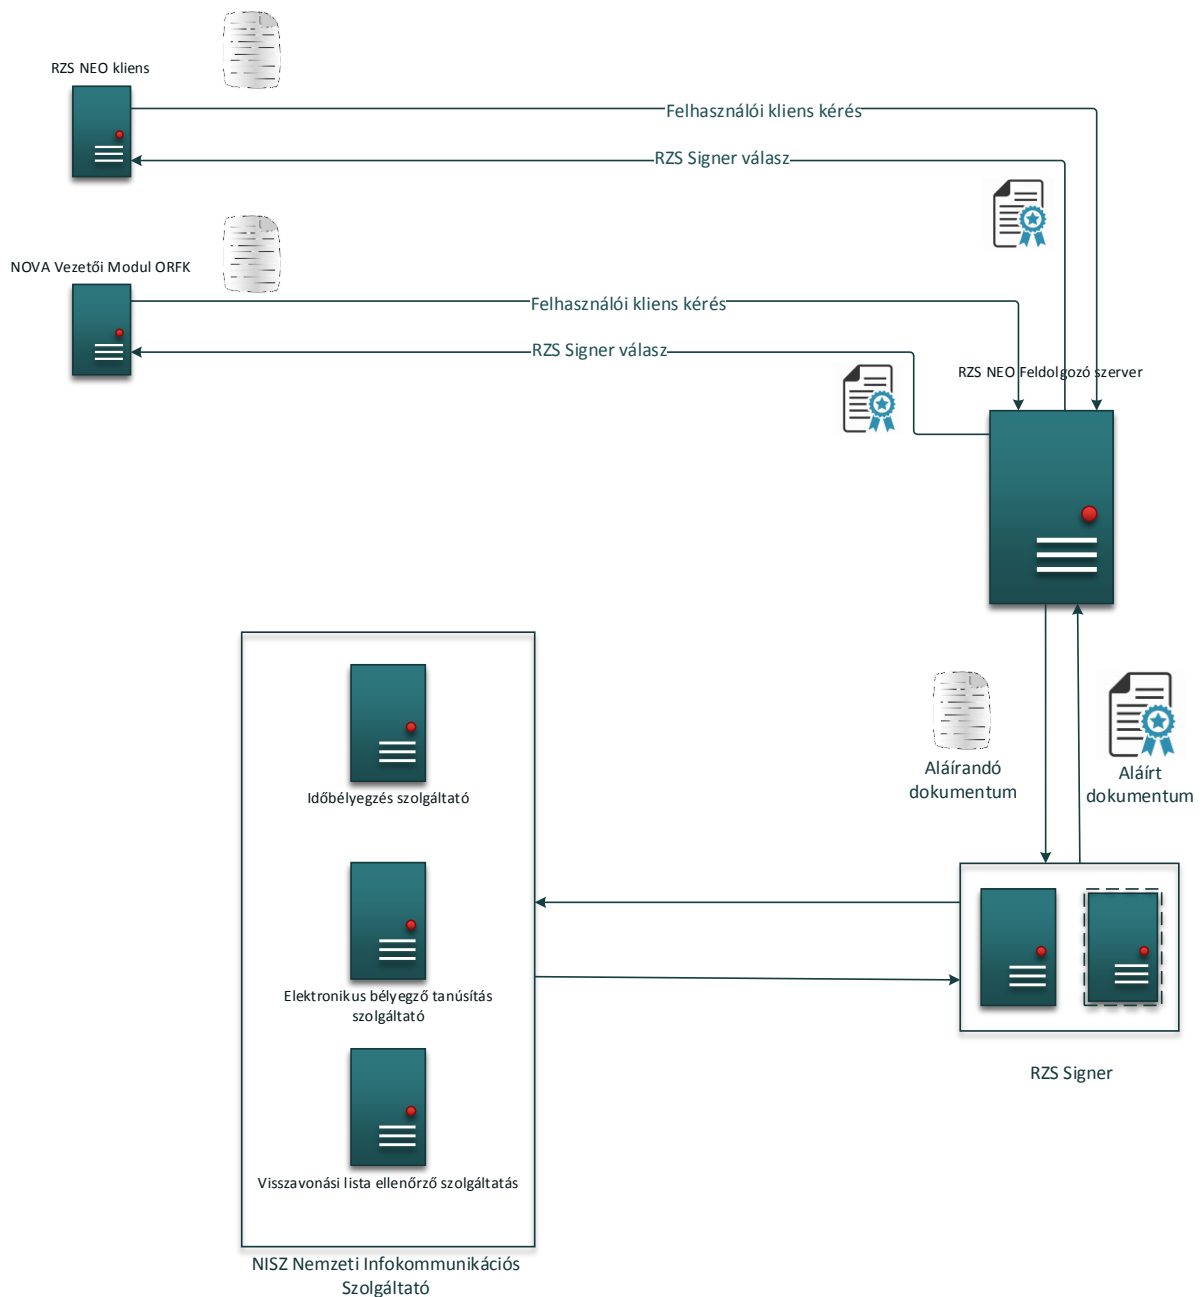 RZS NEO kliens
Felhasználói kliens kérés
RZS Signer válasz
NOVA Vezetői Modul ORFK
Felhasználói kliens kérés
RZS Signer válasz
RZS NEO Feldolgozó szerver
Aláírandó
dokumentum
Aláírt
dokumentum
Időbélyegzés szolgáltató
Elektronikus bélyegző tanúsítás
szolgáltató
RZS Signer
Visszavonási lista ellenőrző szolgáltatás
NISZ Nemzeti Infokommunikációs
Szolgáltató